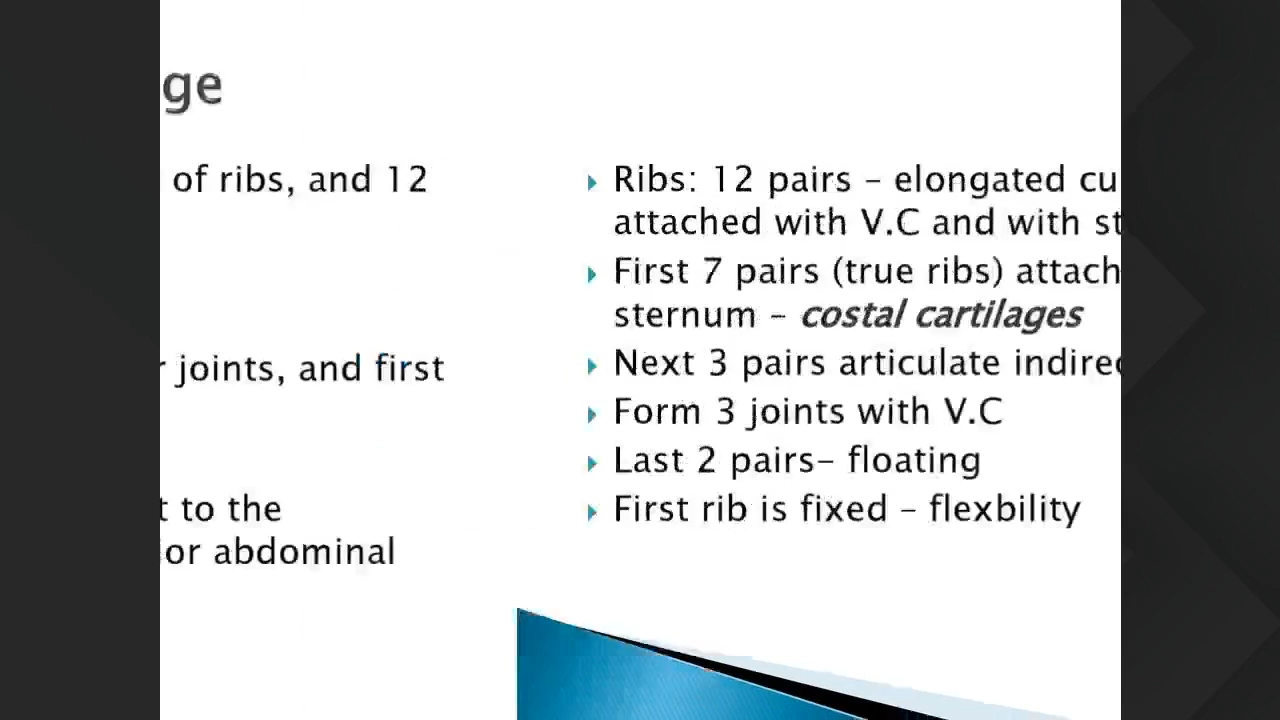 ge
of ribs, and 12
joints, and first
t to the
ior abdominal
Ribs: 12 pairs – elongated cu
attached with V.C and with st
First 7 pairs (true ribs) attach
sternum – costal cartilages
Next 3 pairs articulate indirec
Form 3 joints with V.C
Last 2 pairs– floating
First rib is fixed – flexbility